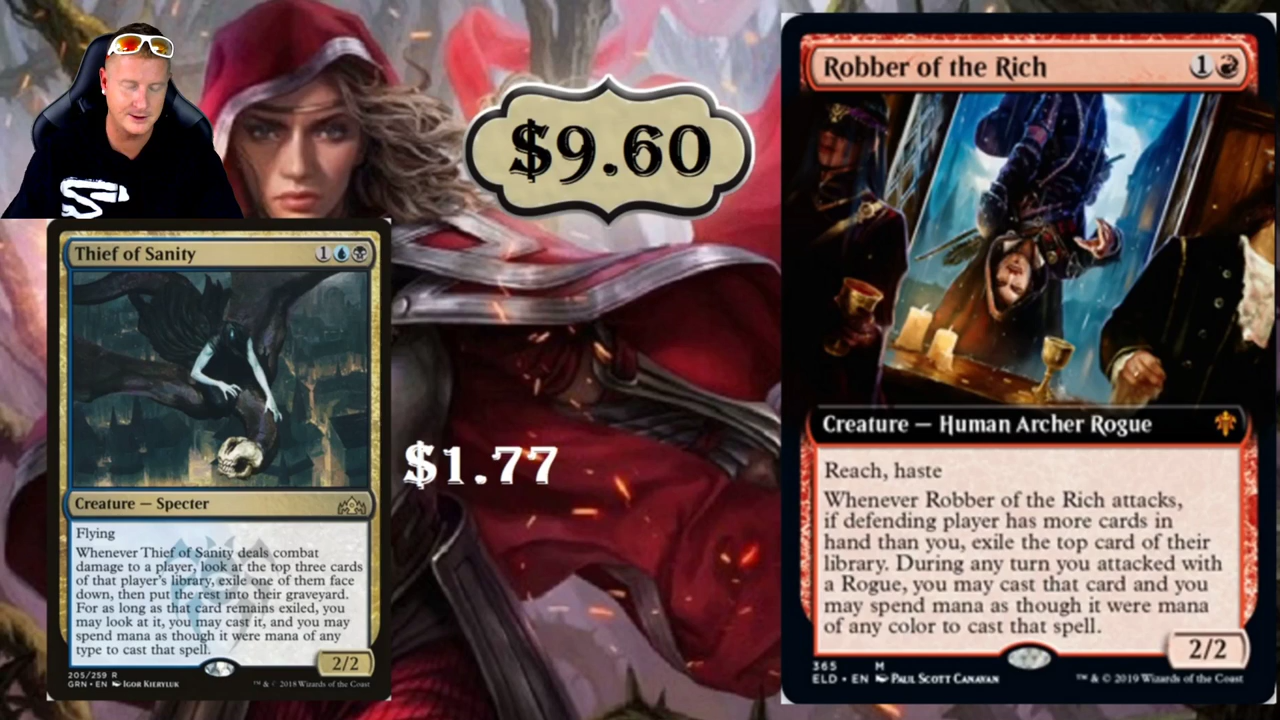 $9.60
Thief of Sanity 1
$1.77
Creature — Specter
Flying
Whenever Thief of Sanity deals combat
damage to a player, look at the top three cards
of that player's library, exile one of them face
down, then put the rest into their graveyard.
For as long as that card remains exiled, you
may look at it, you may cast it, and you may
spend mana as though it were mana of any
type to cast that spell.
2/2
205/259 R
GRN • EN Igor Kieryluk
™ & © 2018 Wizards of the Coast
Robber of the Rich 1
Creature — Human Archer Rogue
Reach, haste
Whenever Robber of the Rich attacks,
if defending player has more cards in
hand than you, exile the top card of their
library. During any turn you attacked with
a Rogue, you may cast that card and you
may spend mana as though it were mana
of any color to cast that spell.
2/2
365 M
ELD • EN Paul Scott Canavan
™ & © 2019 Wizards of the Coast